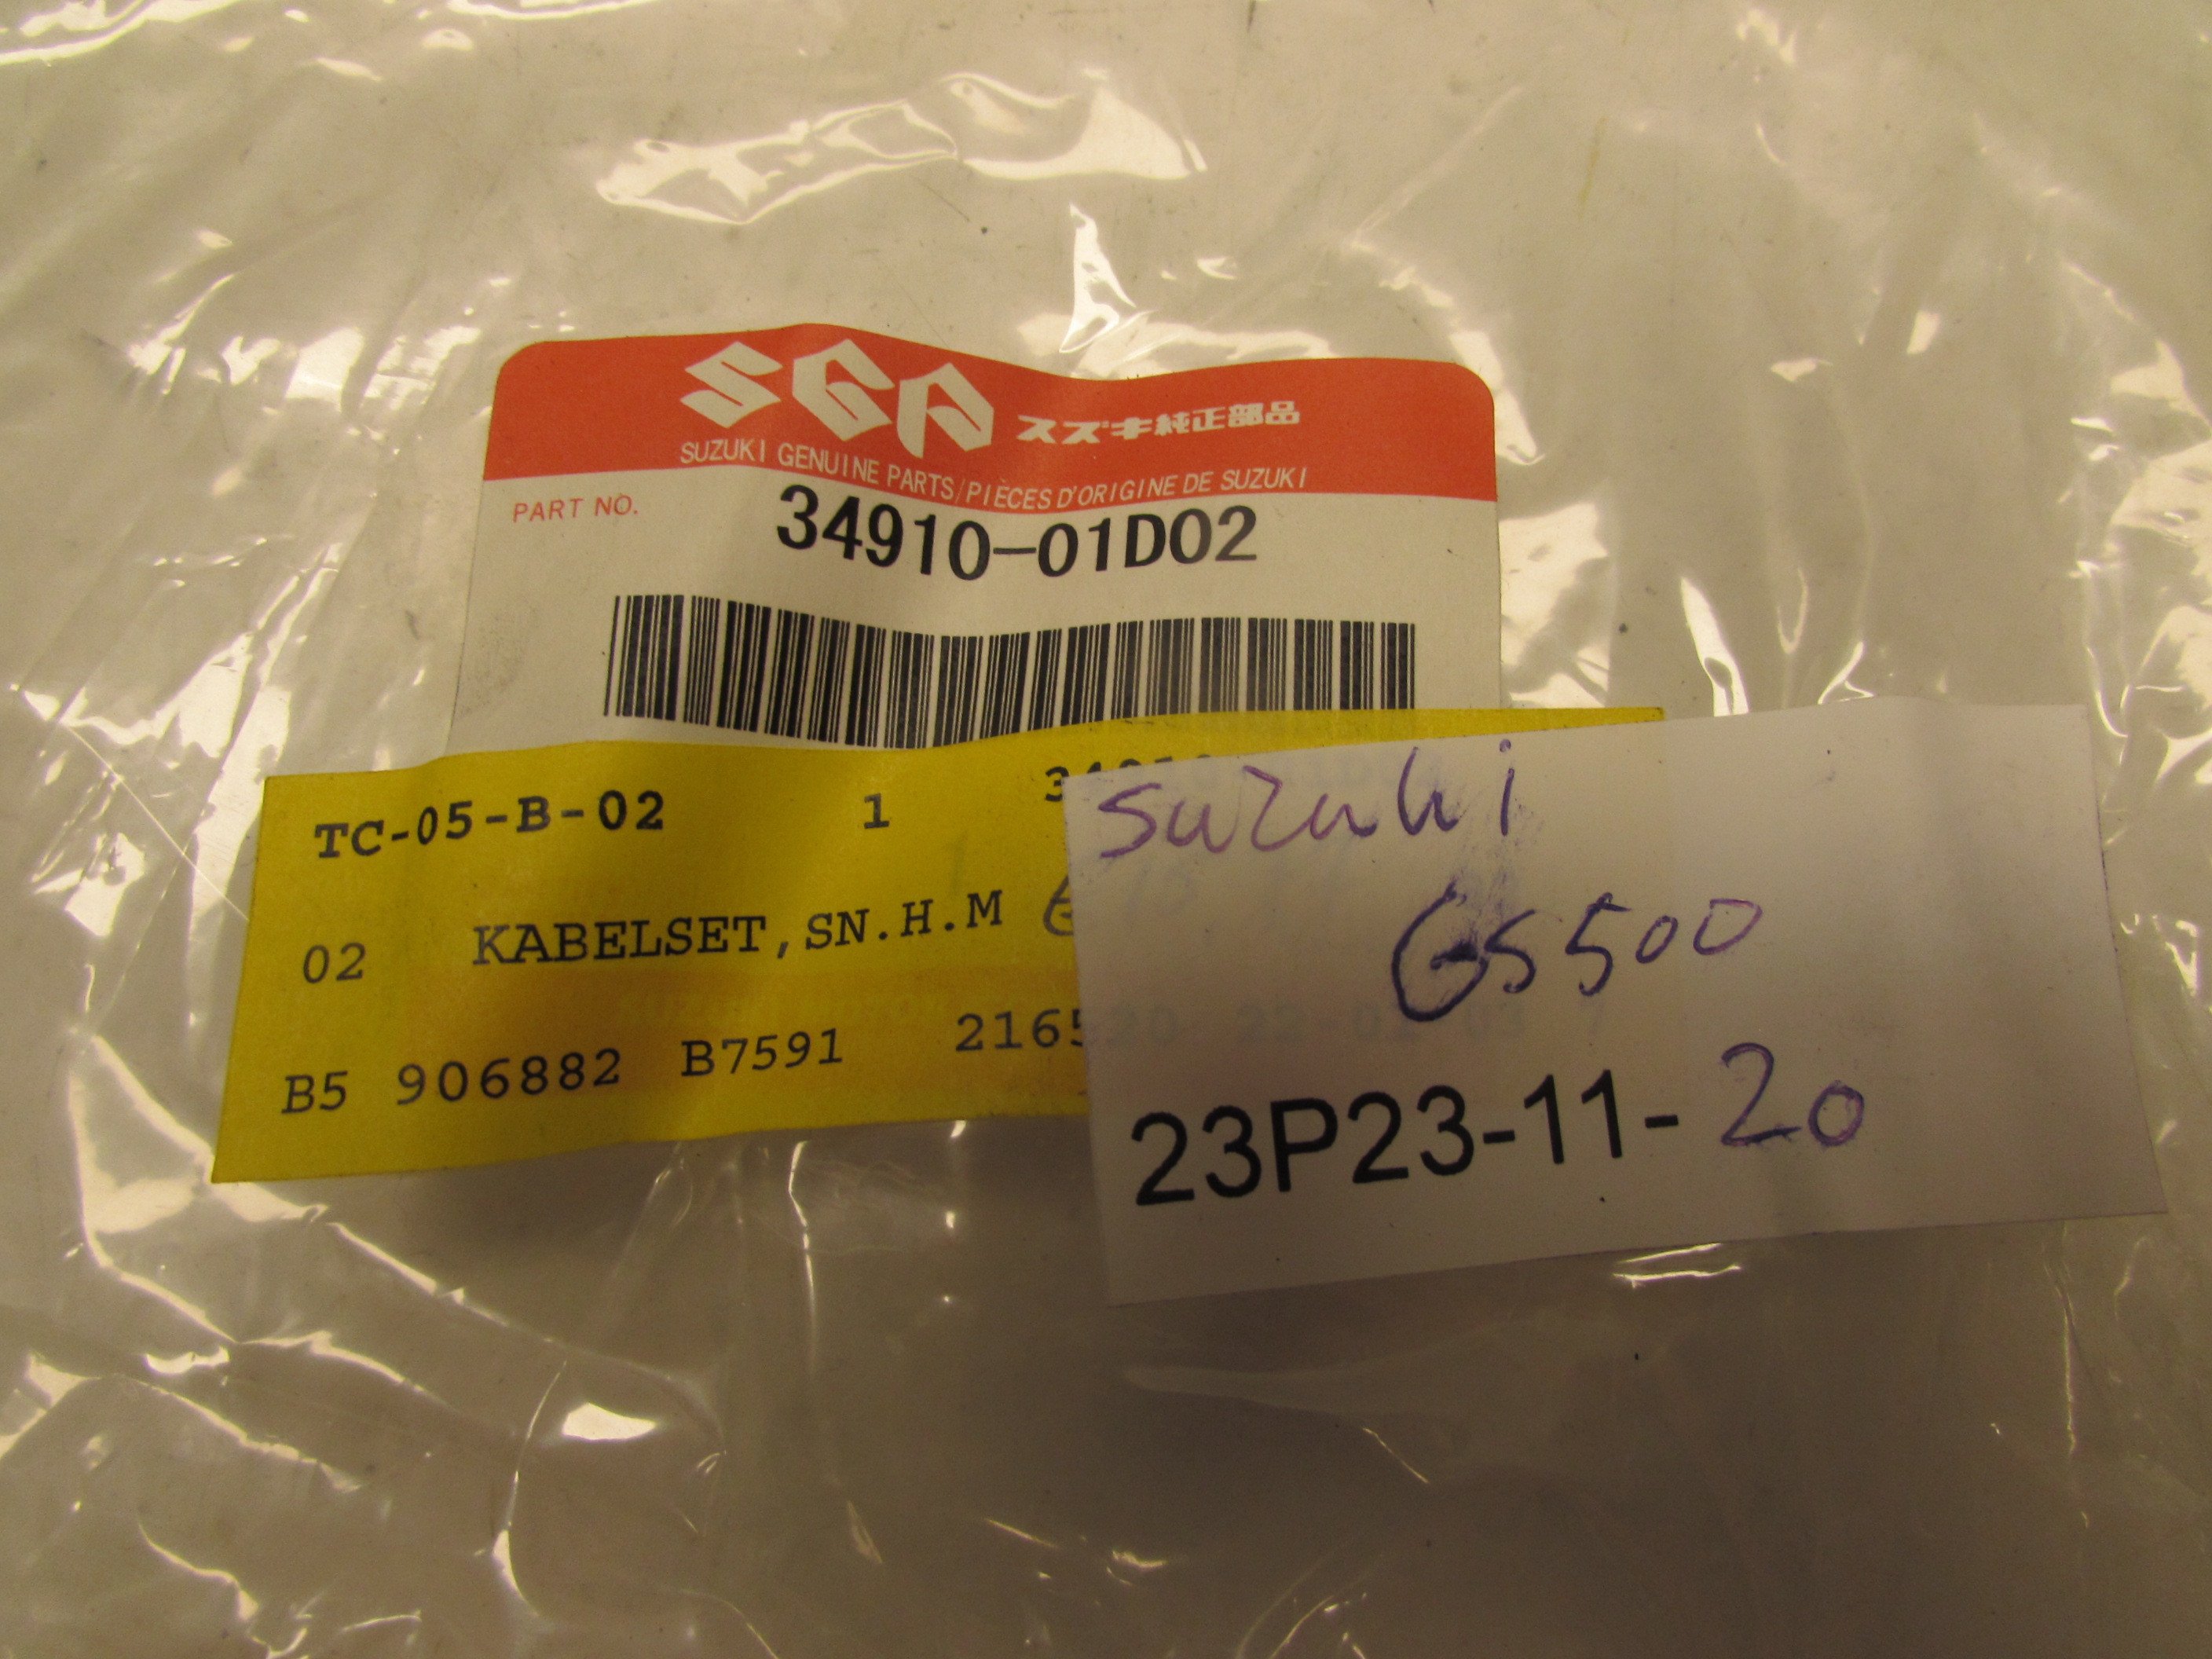 SGP スズキ純正部品
SUZUKI GENUINE PARTS/PIÈCES D'ORIGINE DE SUZUKI
PART NO. 34910-01D02
TC-05-B-02 1
02 KABELSET,SN.H.M
B5 906882 B7591 2165
suzuki
GS500
23P23-11-20